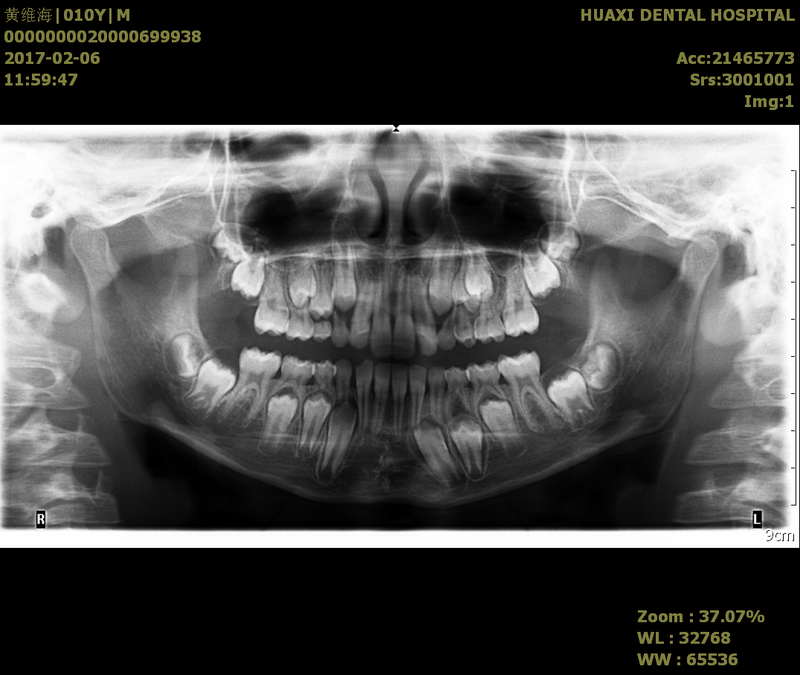 黄维海|010Y|M
0000000020000699938
2017-02-06
11:59:47
HUAXI DENTAL HOSPITAL
Acc:21465773
Srs:3001001
Img:1
R
L
9cm
Zoom : 37.07%
WL : 32768
WW : 65536